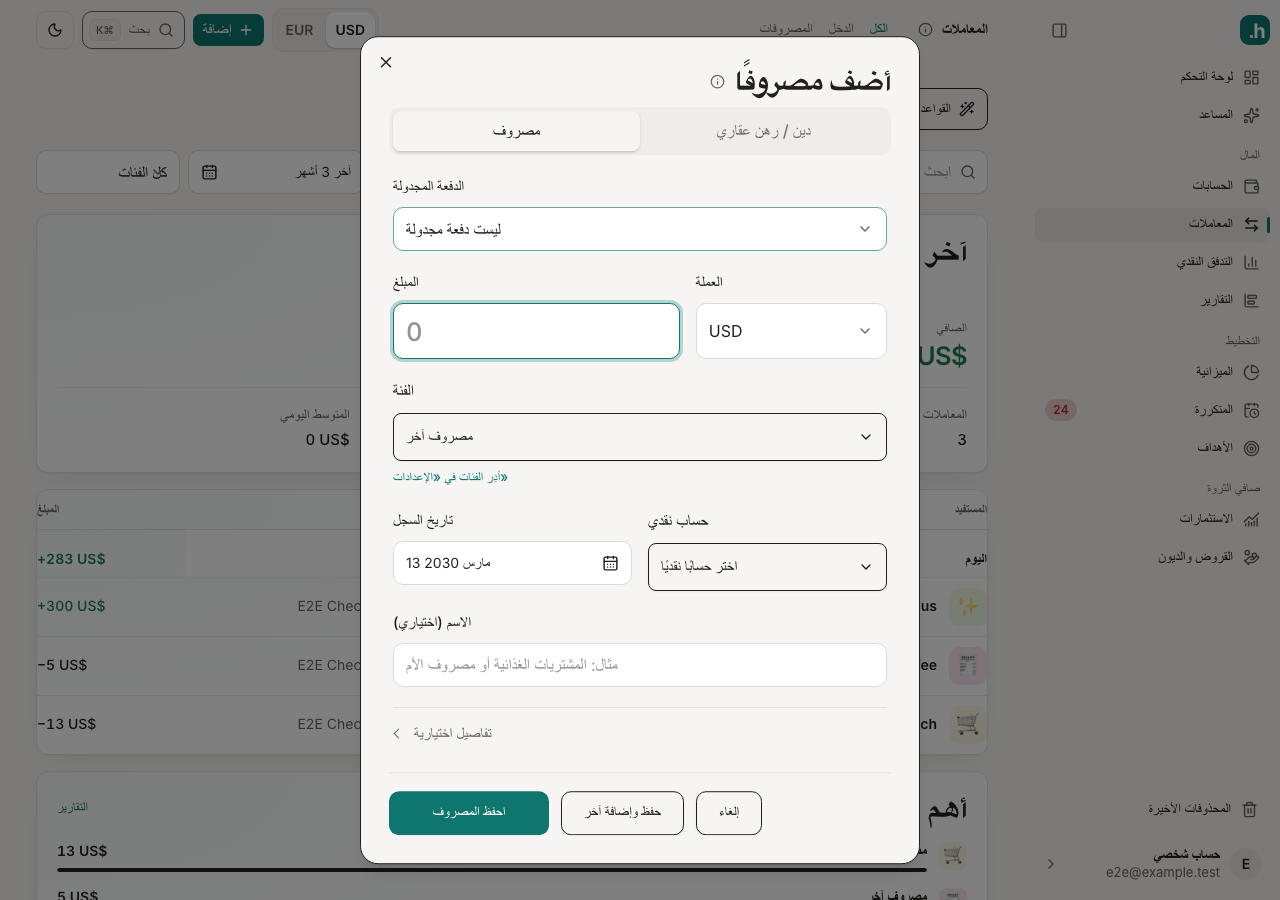 .h
المعاملات
الكل
الدخل
المصروفات
USD
EUR
إضافة
بحث
⌘K
لوحة التحكم
المساعد
المال
الحسابات
المعاملات
التدفق النقدي
التقارير
التخطيط
الميزانية
المتكررة
24
الأهداف
صافي الثروة
الاستثمارات
القروض والديون
المحذوفات الأخيرة
حساب شخصي
e2e@example.test
E
القواعد
ابحث
آخر 3 أشهر
كل الفئات
آخر
الصافي
US$
المعاملات
3
المتوسط اليومي
0 US$
المستفيد
المبلغ
اليوم
+283 US$
us
E2E Chec
+300 US$
ee
E2E Chec
−5 US$
ch
E2E Chec
−13 US$
أهم
التقارير
13 US$
مصروف آخر
5 US$
أضف مصروفًا
دين / رهن عقاري
مصروف
الدفعة المجدولة
ليست دفعة مجدولة
العملة
المبلغ
USD
0
الفئة
مصروف آخر
أدِر الفئات في «الإعدادات»
حساب نقدي
تاريخ السجل
اختر حسابًا نقديًا
13 مارس 2030
الاسم (اختياري)
مثال: المشتريات الغذائية أو مصروف الأم
تفاصيل اختيارية
إلغاء
حفظ وإضافة آخر
احفظ المصروف